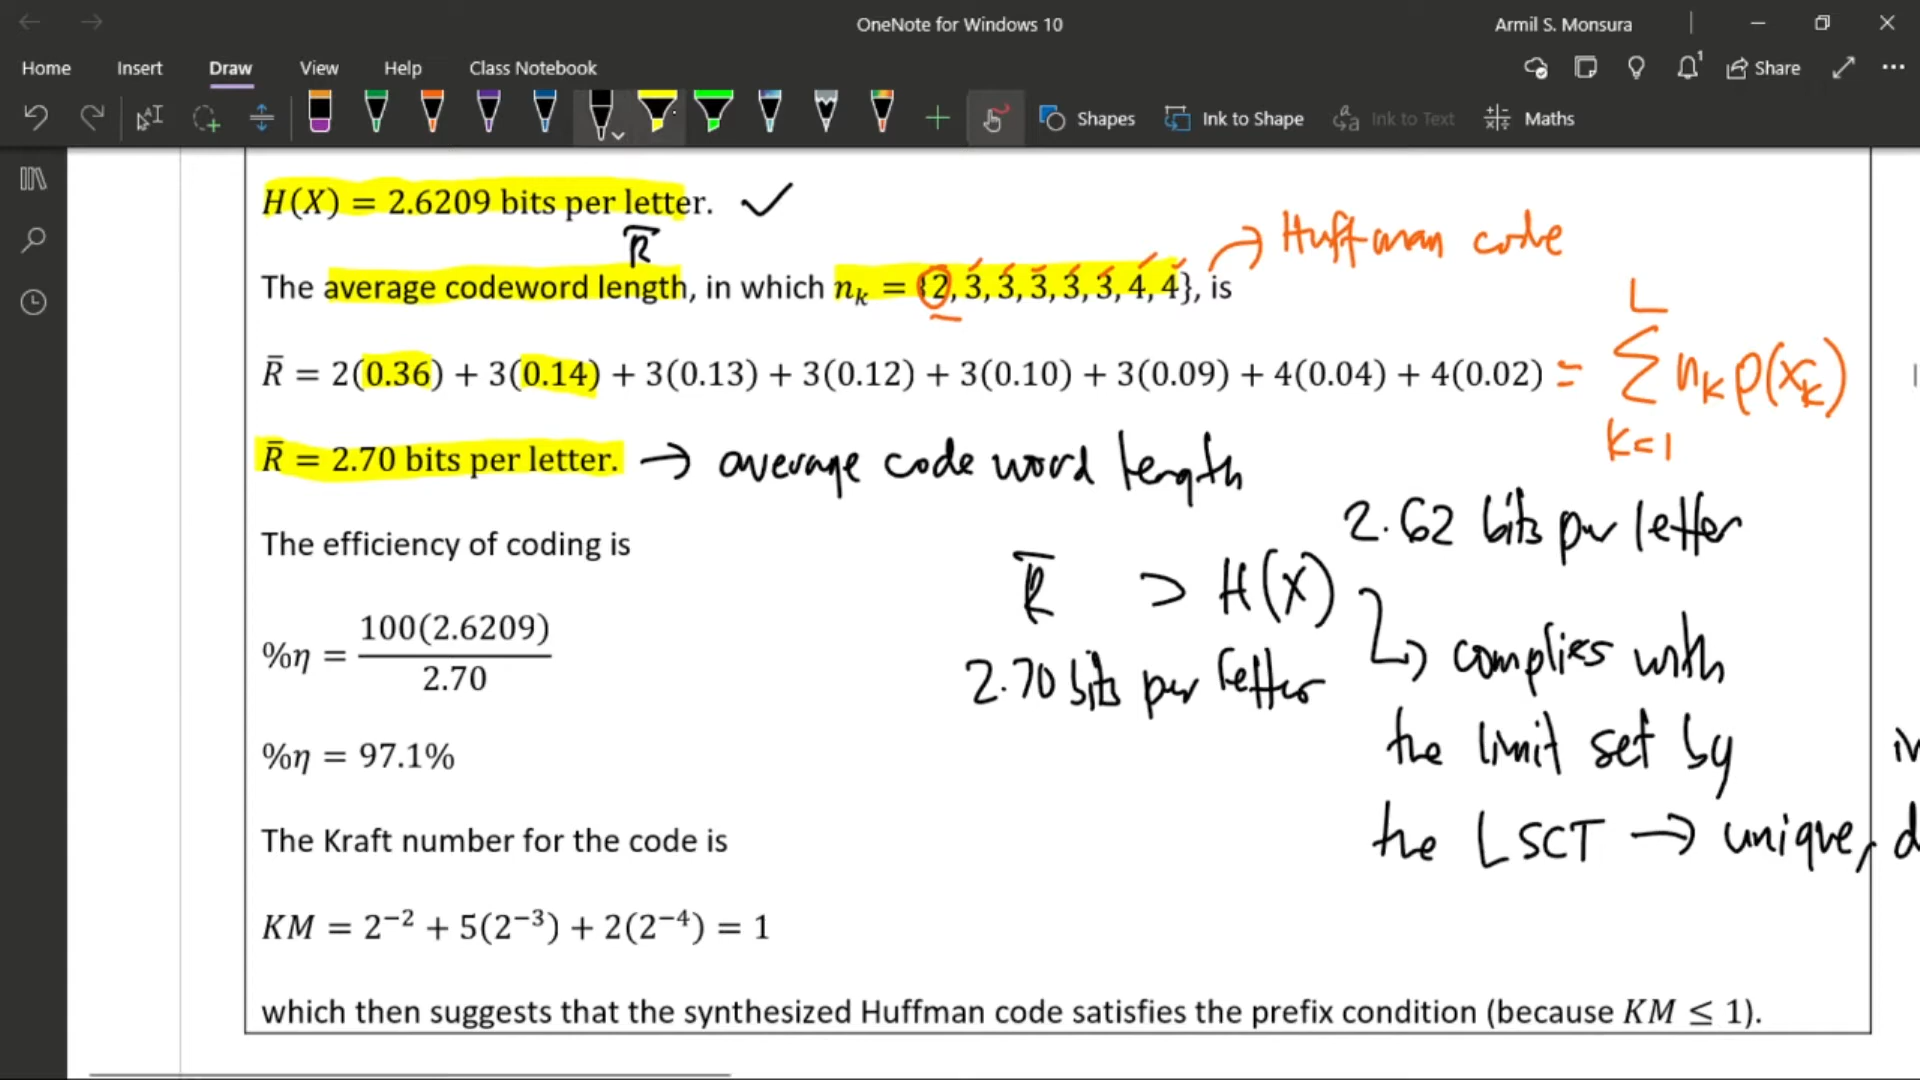 OneNote for Windows 10
Armil S. Monsura
Home Insert Draw View Help Class Notebook
1
Share
Shapes Ink to Shape Ink to Text Maths
H(X) = 2.6209 bits per letter. ✓
R̅
→ Huffman code
The average codeword length, in which nₖ = {2, 3, 3, 3, 3, 3, 4, 4}, is
R̅ = 2(0.36) + 3(0.14) + 3(0.13) + 3(0.12) + 3(0.10) + 3(0.09) + 4(0.04) + 4(0.02) = L ∑ k=1 nₖ p(xₖ)
R̅ = 2.70 bits per letter. → average code word length
2.62 bits per letter
The efficiency of coding is
R̅ > H(X)
2.70 bits per letter
↳ complies with
the limit set by
the LSCT → unique, d
%η = 100(2.6209) / 2.70
%η = 97.1%
The Kraft number for the code is
KM = 2⁻² + 5(2⁻³) + 2(2⁻⁴) = 1
which then suggests that the synthesized Huffman code satisfies the prefix condition (because KM ≤ 1).